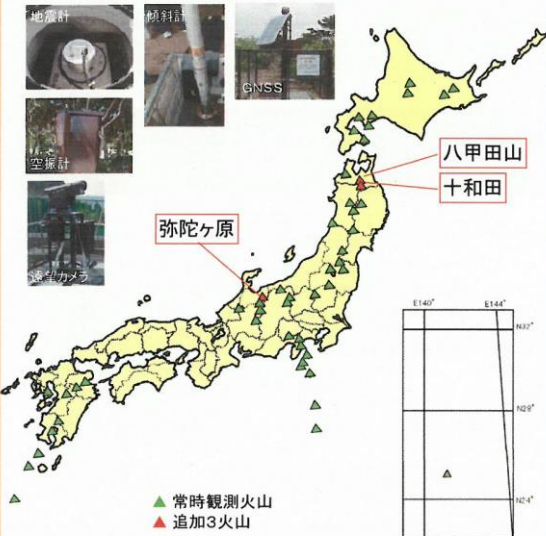 地震計
傾斜計
GNSS
空振計
遠望カメラ
八甲田山
十和田
弥陀ヶ原
E140°
E144°
N32°
N28°
N24°
▲ 常時観測火山
▲ 追加3火山